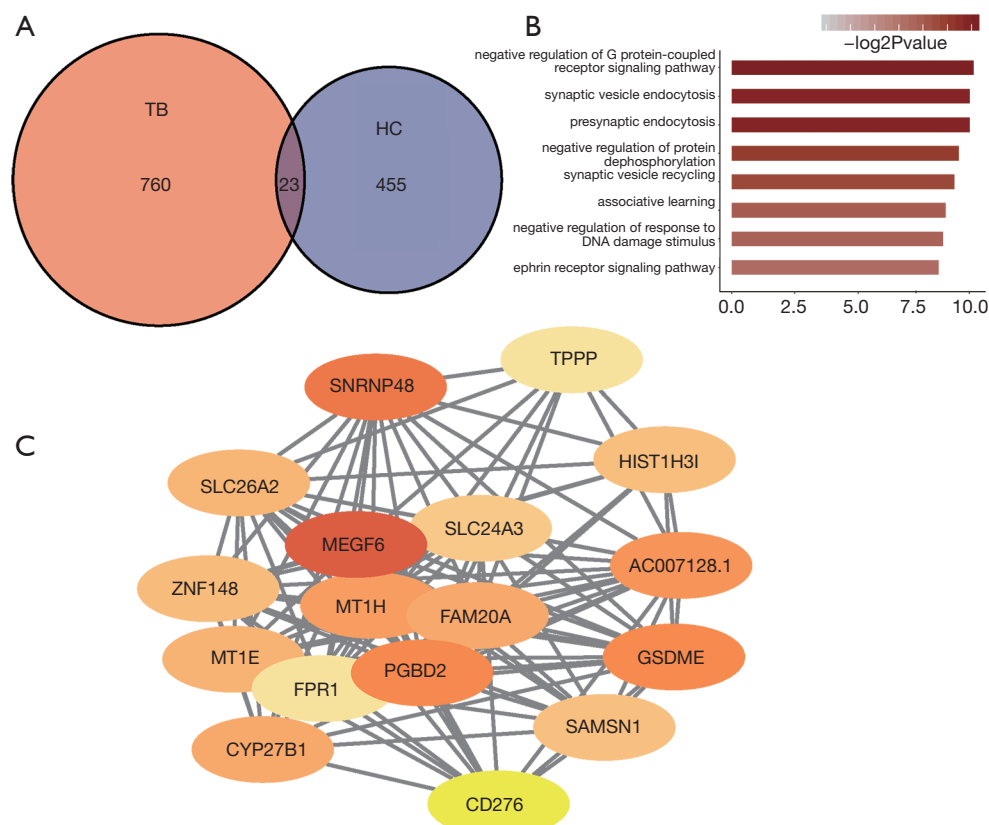 A
TB
HC
760
23
455
B
−log2Pvalue
negative regulation of G protein-coupled
receptor signaling pathway
synaptic vesicle endocytosis
presynaptic endocytosis
negative regulation of protein
dephosphorylation
synaptic vesicle recycling
associative learning
negative regulation of response to
DNA damage stimulus
ephrin receptor signaling pathway
0.0 2.5 5.0 7.5 10.0
C
TPPP
SNRNP48
HIST1H3I
SLC26A2
SLC24A3
MEGF6
AC007128.1
ZNF148
MT1H
FAM20A
MT1E
PGBD2
GSDME
FPR1
SAMSN1
CYP27B1
CD276